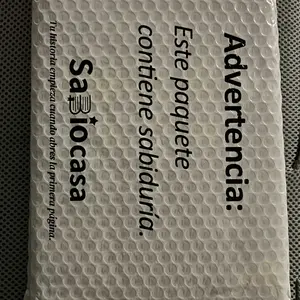 Advertencia:
Este paquete
contiene sabiduría.
Sabiocasa
Tu historia empieza cuando abres la primera página.